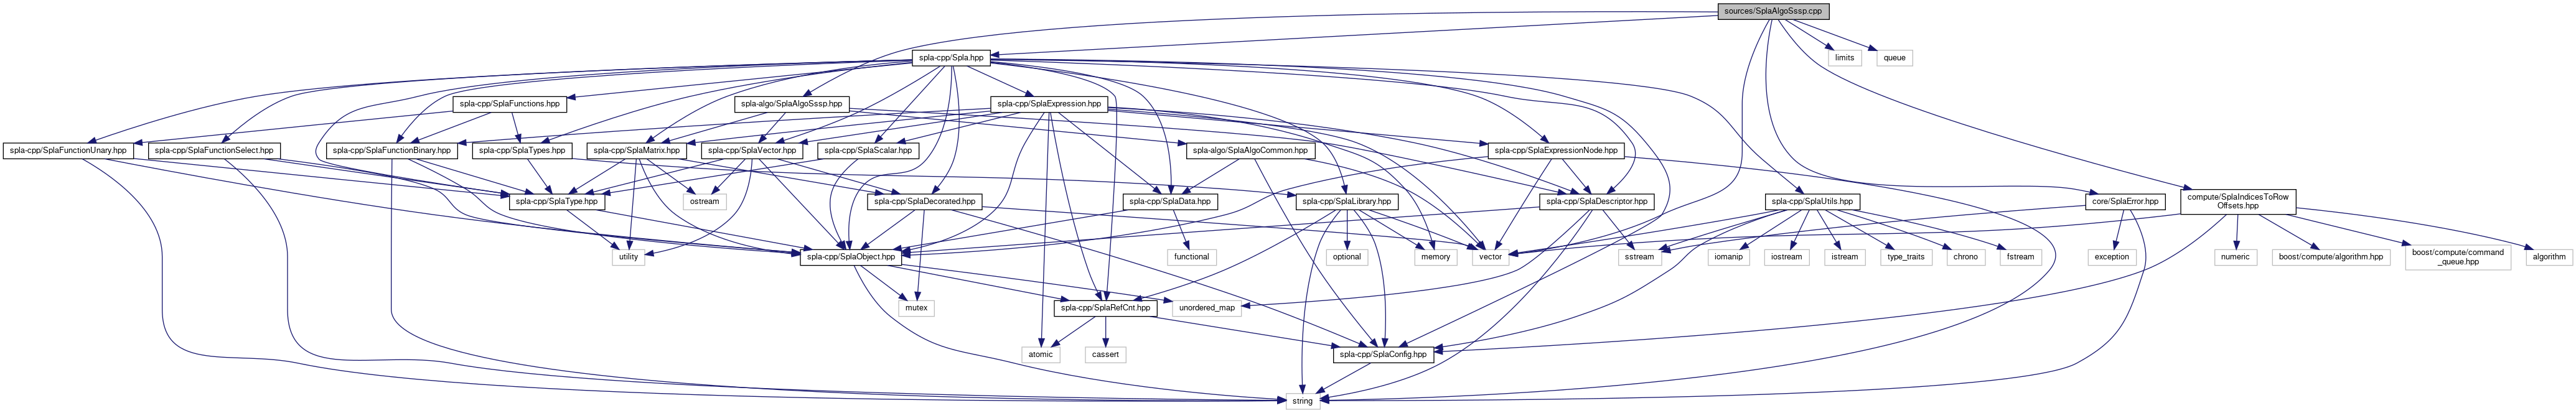 sources/SplaAlgoSssp.cpp
spla-cpp/Spla.hpp
limits
queue
spla-cpp/SplaFunctions.hpp
spla-algo/SplaAlgoSssp.hpp
spla-cpp/SplaExpression.hpp
spla-cpp/SplaFunctionUnary.hpp
spla-cpp/SplaFunctionSelect.hpp
spla-cpp/SplaFunctionBinary.hpp
spla-cpp/SplaTypes.hpp
spla-cpp/SplaMatrix.hpp
spla-cpp/SplaVector.hpp
spla-cpp/SplaScalar.hpp
spla-algo/SplaAlgoCommon.hpp
spla-cpp/SplaExpressionNode.hpp
spla-cpp/SplaType.hpp
ostream
spla-cpp/SplaDecorated.hpp
spla-cpp/SplaData.hpp
spla-cpp/SplaLibrary.hpp
spla-cpp/SplaDescriptor.hpp
spla-cpp/SplaUtils.hpp
core/SplaError.hpp
compute/SplaIndicesToRow
Offsets.hpp
utility
spla-cpp/SplaObject.hpp
functional
optional
memory
vector
sstream
iomanip
iostream
istream
type_traits
chrono
fstream
exception
numeric
boost/compute/algorithm.hpp
boost/compute/command
_queue.hpp
algorithm
mutex
spla-cpp/SplaRefCnt.hpp
unordered_map
atomic
cassert
spla-cpp/SplaConfig.hpp
string